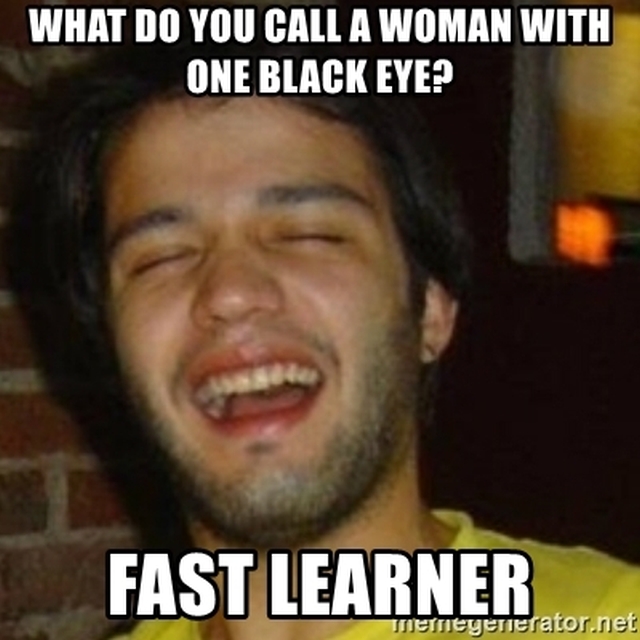 WHAT DO YOU CALL A WOMAN WITH
ONE BLACK EYE?
FAST LEARNER
memegenerator.net